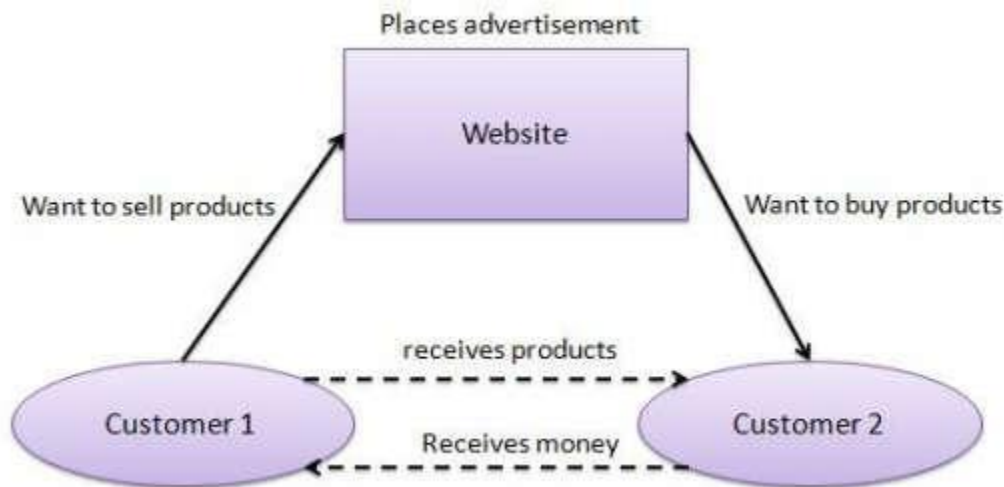 Places advertisement
Website
Want to sell products
Want to buy products
receives products
Customer 1
Customer 2
Receives money